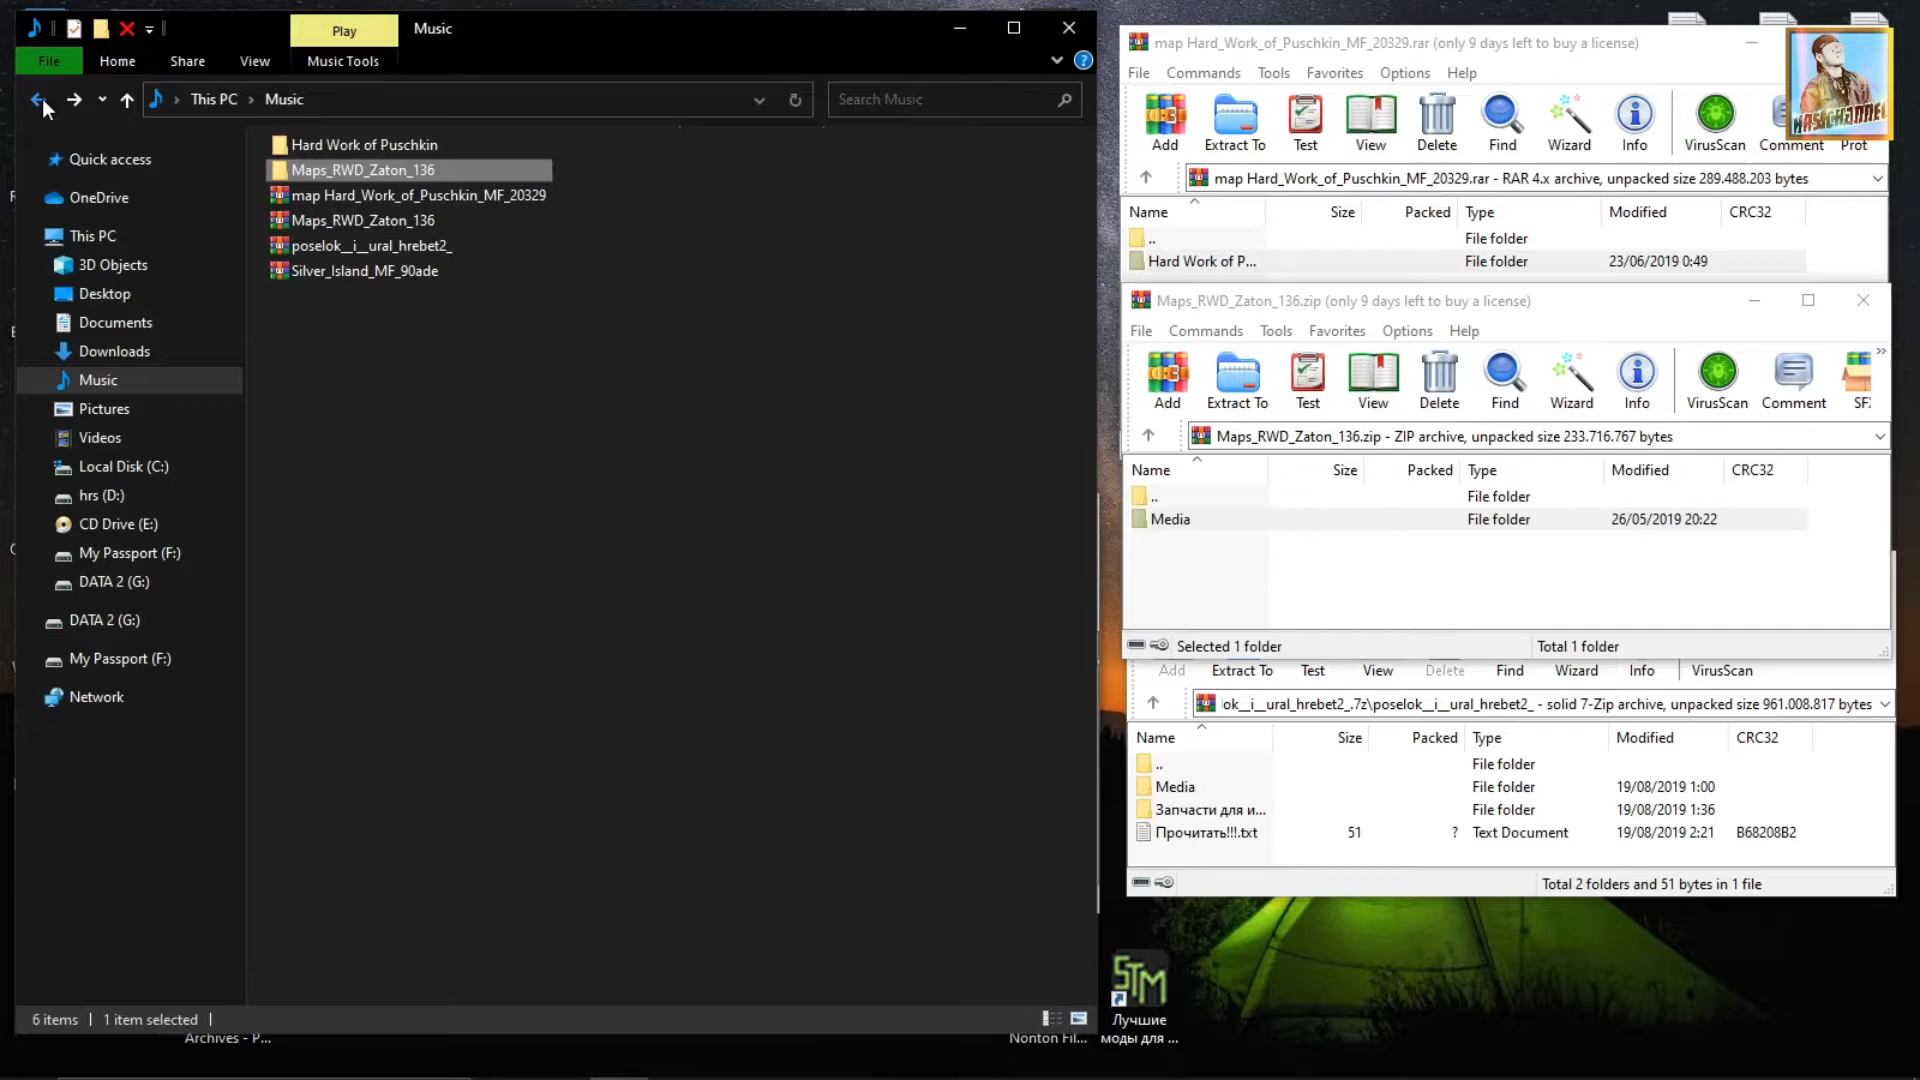 Play
Music
File
Home
Share
View
Music Tools
This PC
Music
Search Music
Quick access
OneDrive
This PC
3D Objects
Desktop
Documents
Downloads
Music
Pictures
Videos
Local Disk (C:)
hrs (D:)
CD Drive (E:)
My Passport (F:)
DATA 2 (G:)
DATA 2 (G:)
My Passport (F:)
Network
Hard Work of Puschkin
Maps_RWD_Zaton_136
map Hard_Work_of_Puschkin_MF_20329
Maps_RWD_Zaton_136
poselok__i__ural_hrebet2_
Silver_Island_MF_90ade
6 items
1 item selected
Archives - P...
Nonton Fil...
STM
Лучшие
моды для ...
map Hard_Work_of_Puschkin_MF_20329.rar (only 9 days left to buy a license)
File Commands Tools Favorites Options Help
Add Extract To Test View Delete Find Wizard Info VirusScan Comment Prot
map Hard_Work_of_Puschkin_MF_20329.rar - RAR 4.x archive, unpacked size 289.488.203 bytes
Name Size Packed Type Modified CRC32
.. File folder
Hard Work of P... File folder 23/06/2019 0:49
Maps_RWD_Zaton_136.zip (only 9 days left to buy a license)
File Commands Tools Favorites Options Help
Add Extract To Test View Delete Find Wizard Info VirusScan Comment SF
Maps_RWD_Zaton_136.zip - ZIP archive, unpacked size 233.716.767 bytes
Name Size Packed Type Modified CRC32
.. File folder
Media File folder 26/05/2019 20:22
Selected 1 folder
Total 1 folder
Add Extract To Test View Delete Find Wizard Info VirusScan
ok__i__ural_hrebet2_.7z\poselok__i__ural_hrebet2_ - solid 7-Zip archive, unpacked size 961.008.817 bytes
Name Size Packed Type Modified CRC32
.. File folder
Media File folder 19/08/2019 1:00
Запчасти для и... File folder 19/08/2019 1:36
Прочитать!!!.txt 51 ? Text Document 19/08/2019 2:21 B68208B2
Total 2 folders and 51 bytes in 1 file